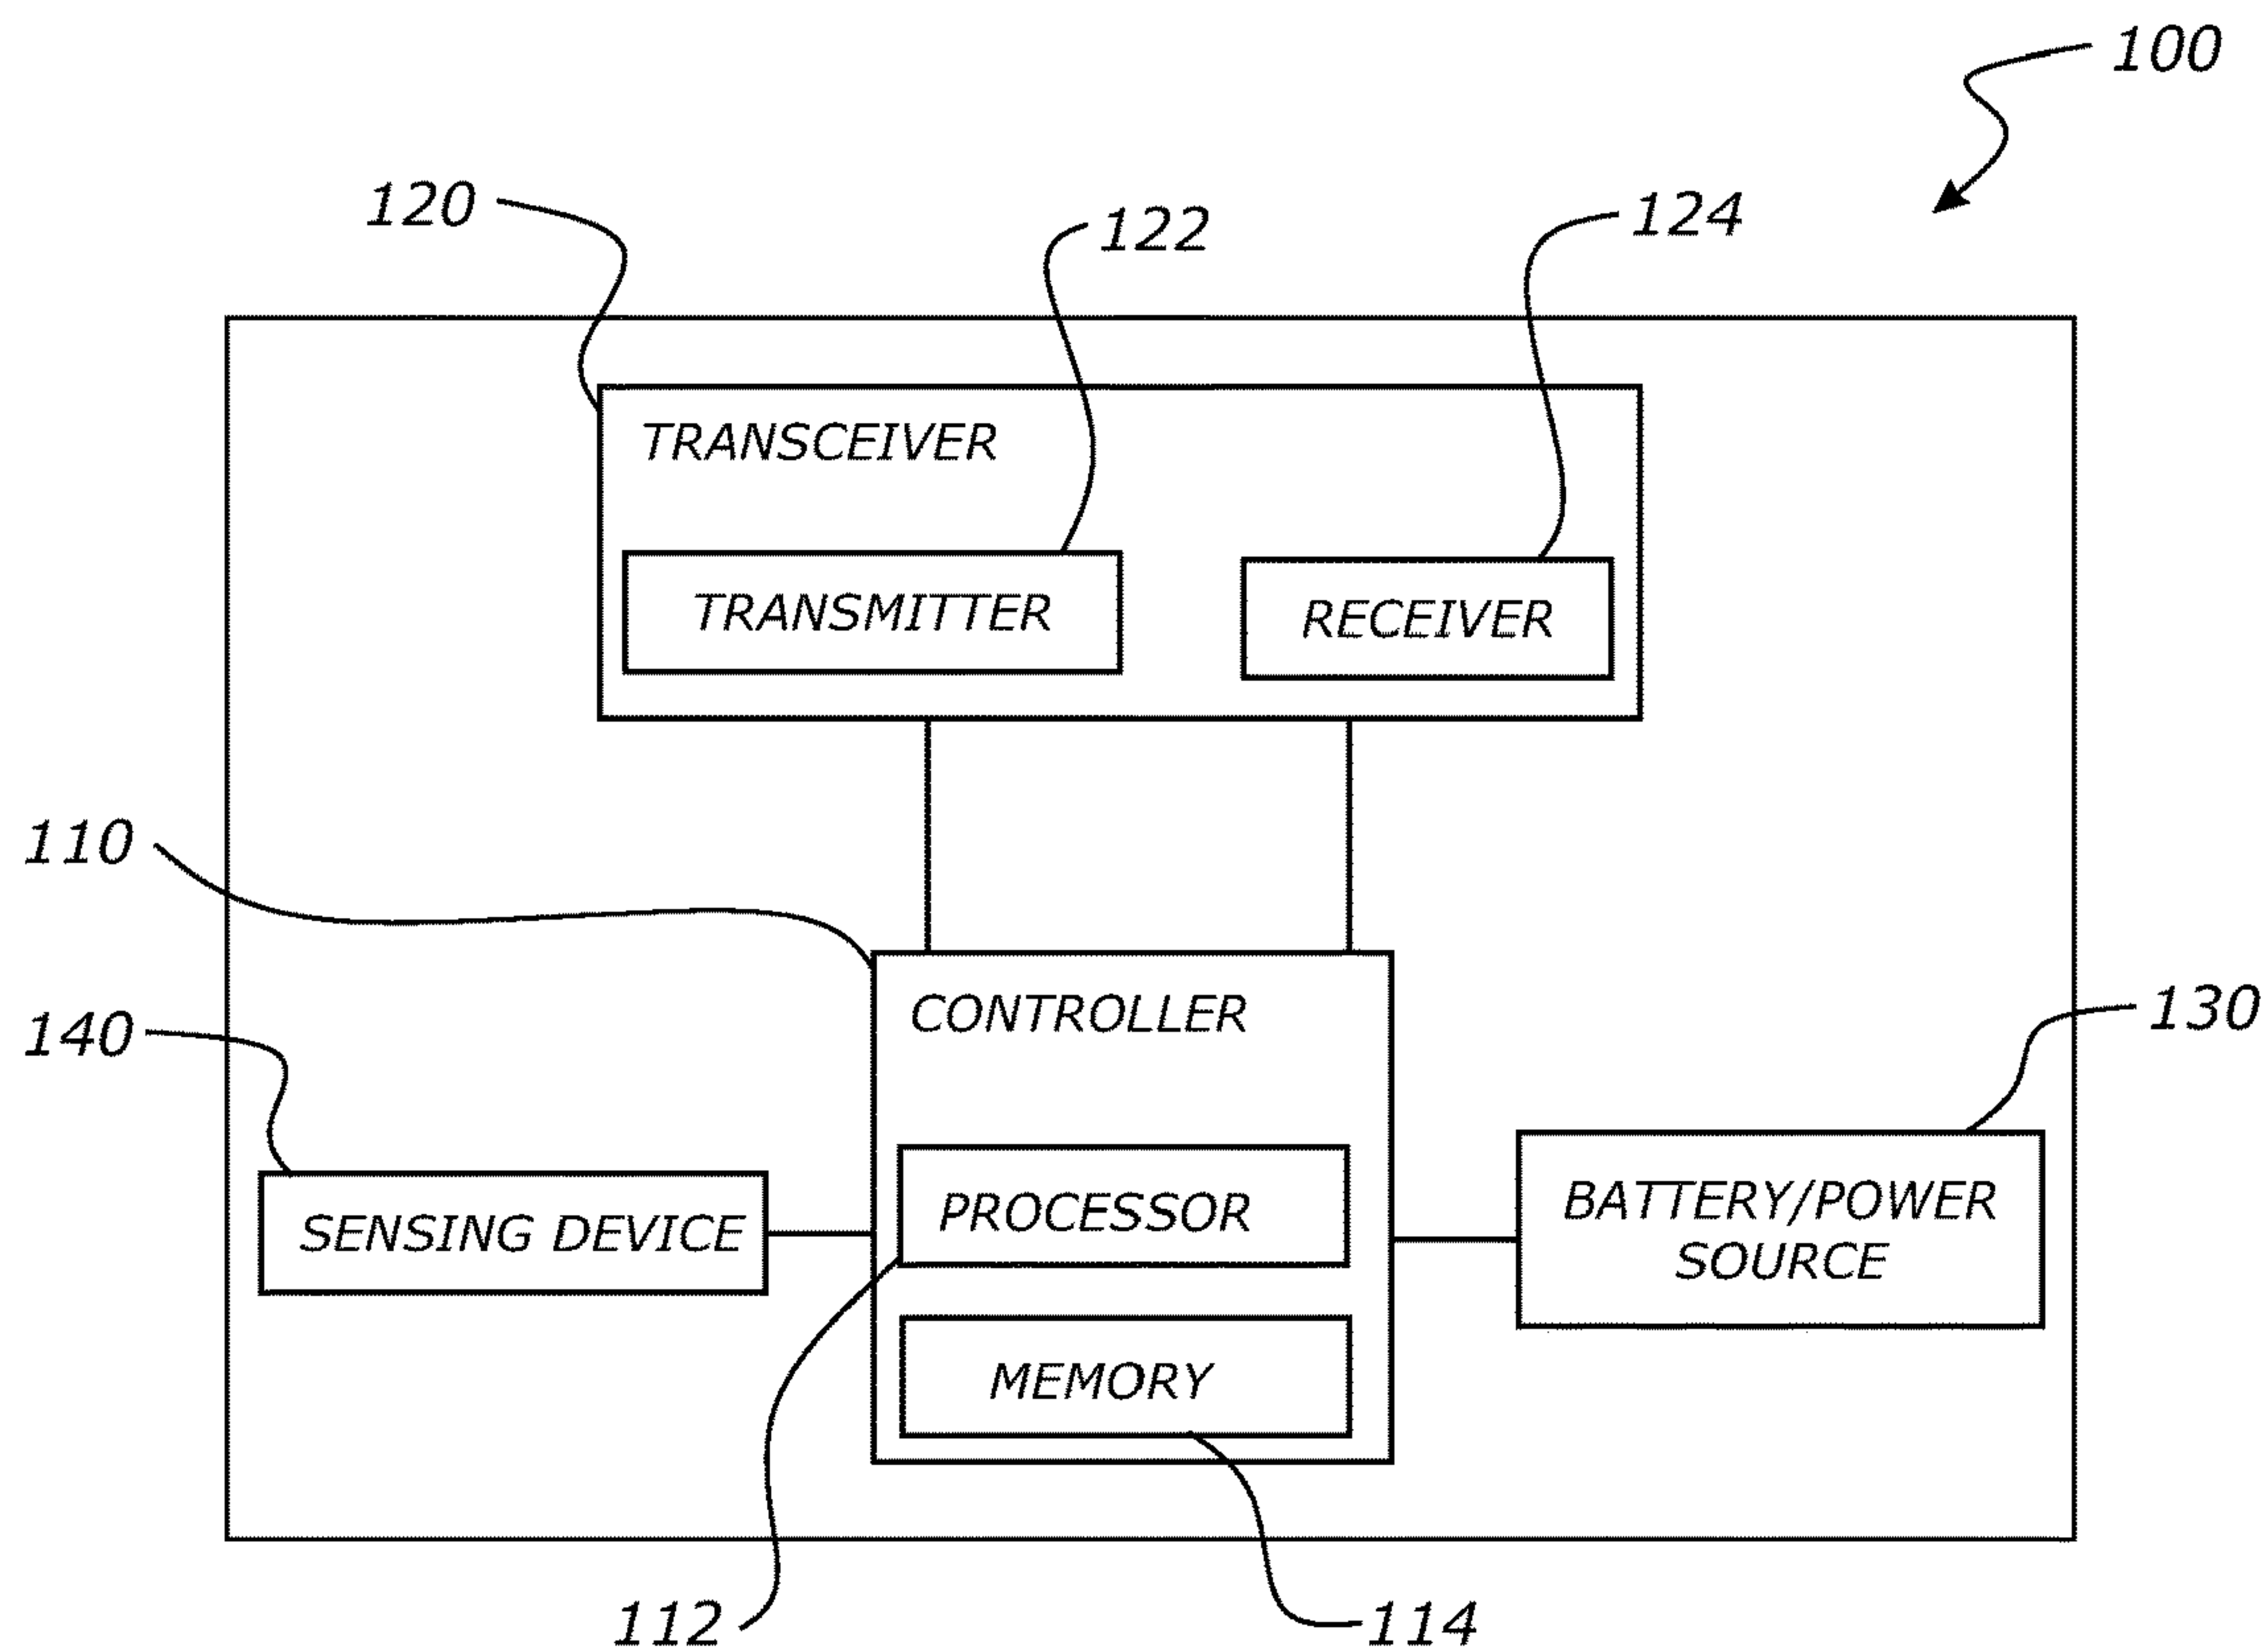 100
120
122
124
TRANSCEIVER
TRANSMITTER
RECEIVER
110
CONTROLLER
140
130
PROCESSOR
SENSING DEVICE
BATTERY/POWER
SOURCE
MEMORY
112
114